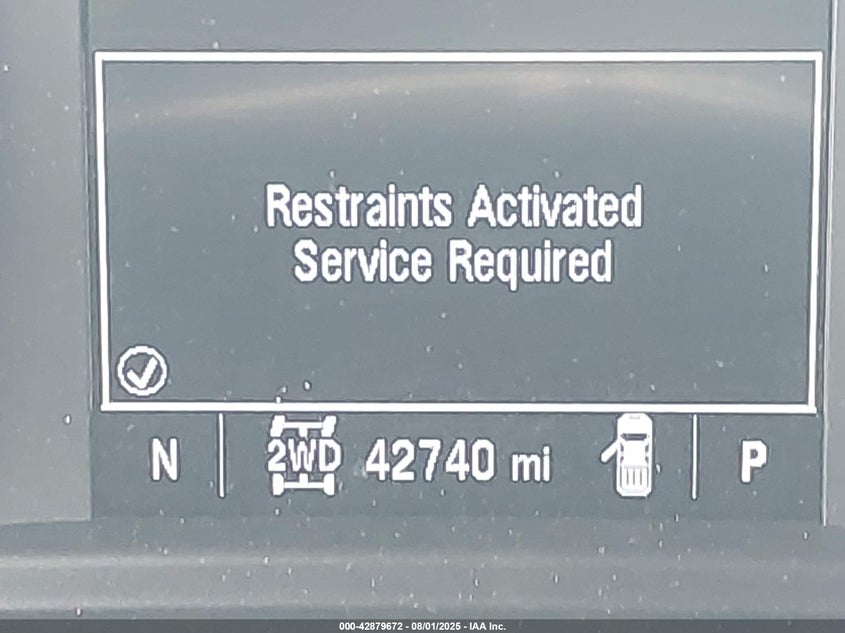 Restraints Activated
Service Required
N 2WD 42740 mi P
000-42879672 - 08/01/2025 - IAA Inc.